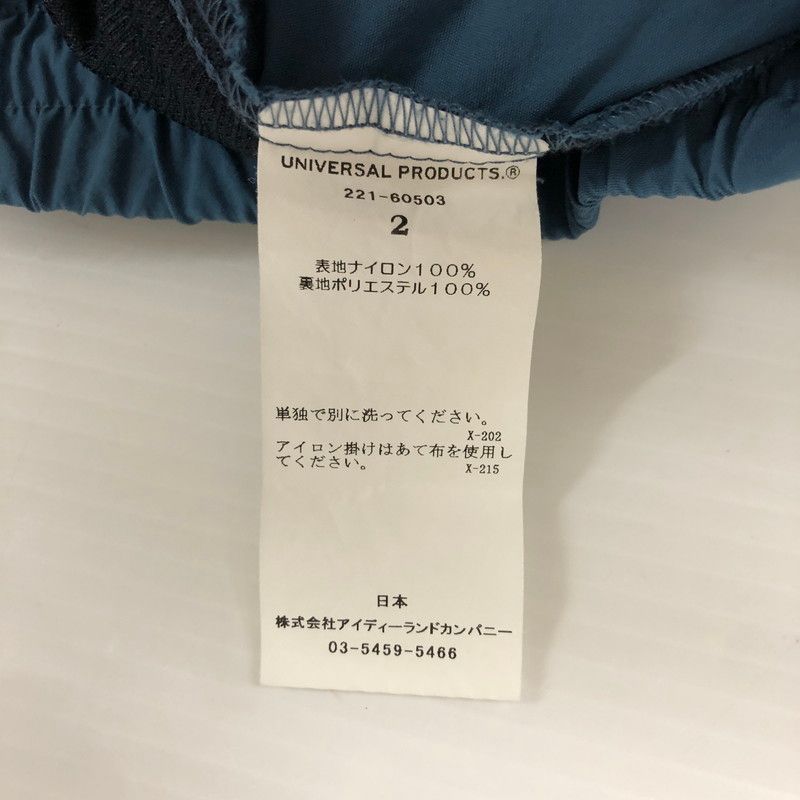 UNIVERSAL PRODUCTS.®
221-60503
2
表地ナイロン100%
裏地ポリエステル100%
単独で別に洗ってください。
X-202
アイロン掛けはあて布を使用し
てください。
X-215
日本
株式会社アイディーランドカンパニー
03-5459-5466